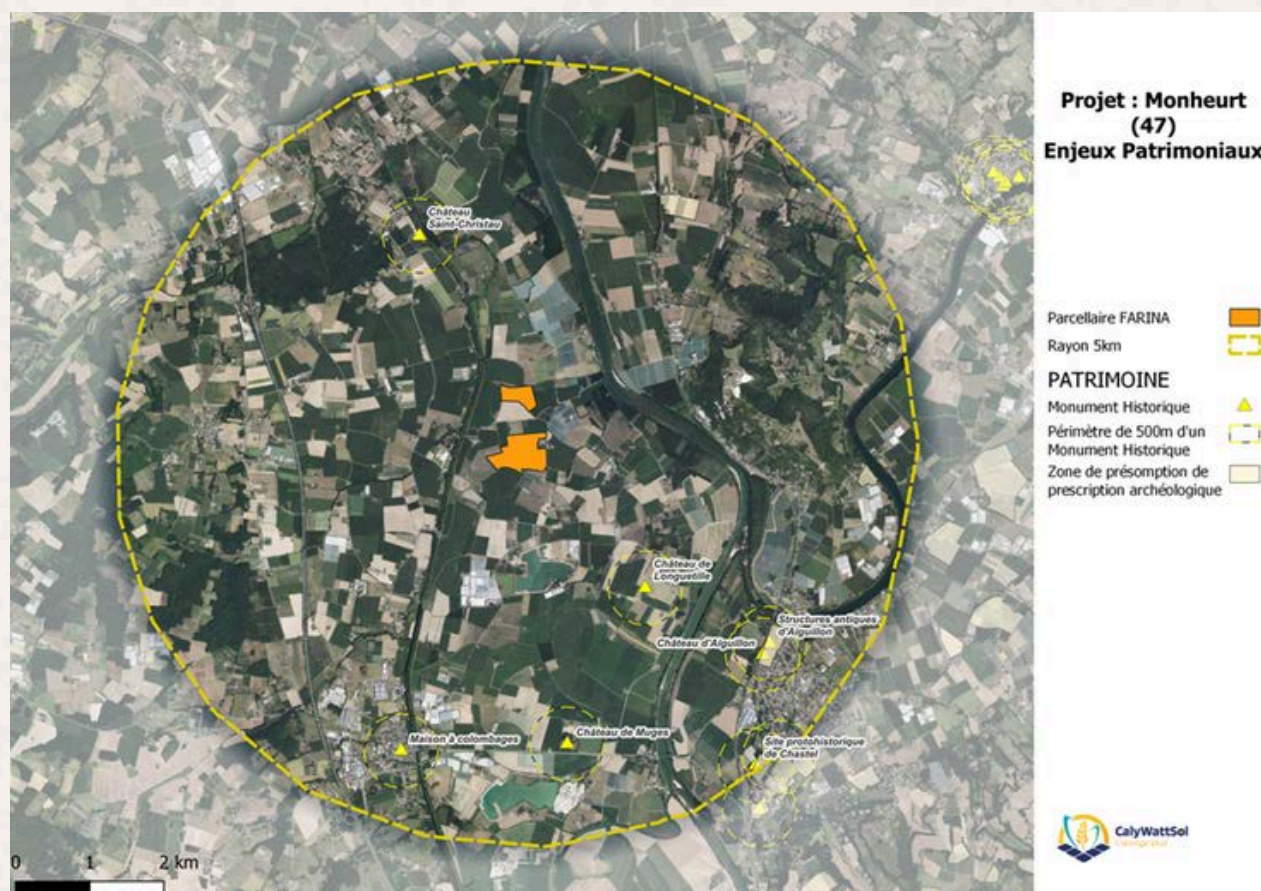 Projet : Monheurt
(47)
Enjeux Patrimoniaux
Parcellaire FARINA
Rayon 5km
PATRIMOINE
Monument Historique
Périmètre de 500m d'un
Monument Historique
Zone de présomption de
prescription archéologique
Château
Saint-Christau
Château de
Longuetille
Structures antiques
d'Aiguillon
Château d'Aiguillon
Maison à colombages
Château de Muges
Site protohistorique
de Chastel
0 1 2 km
CalyWattSol